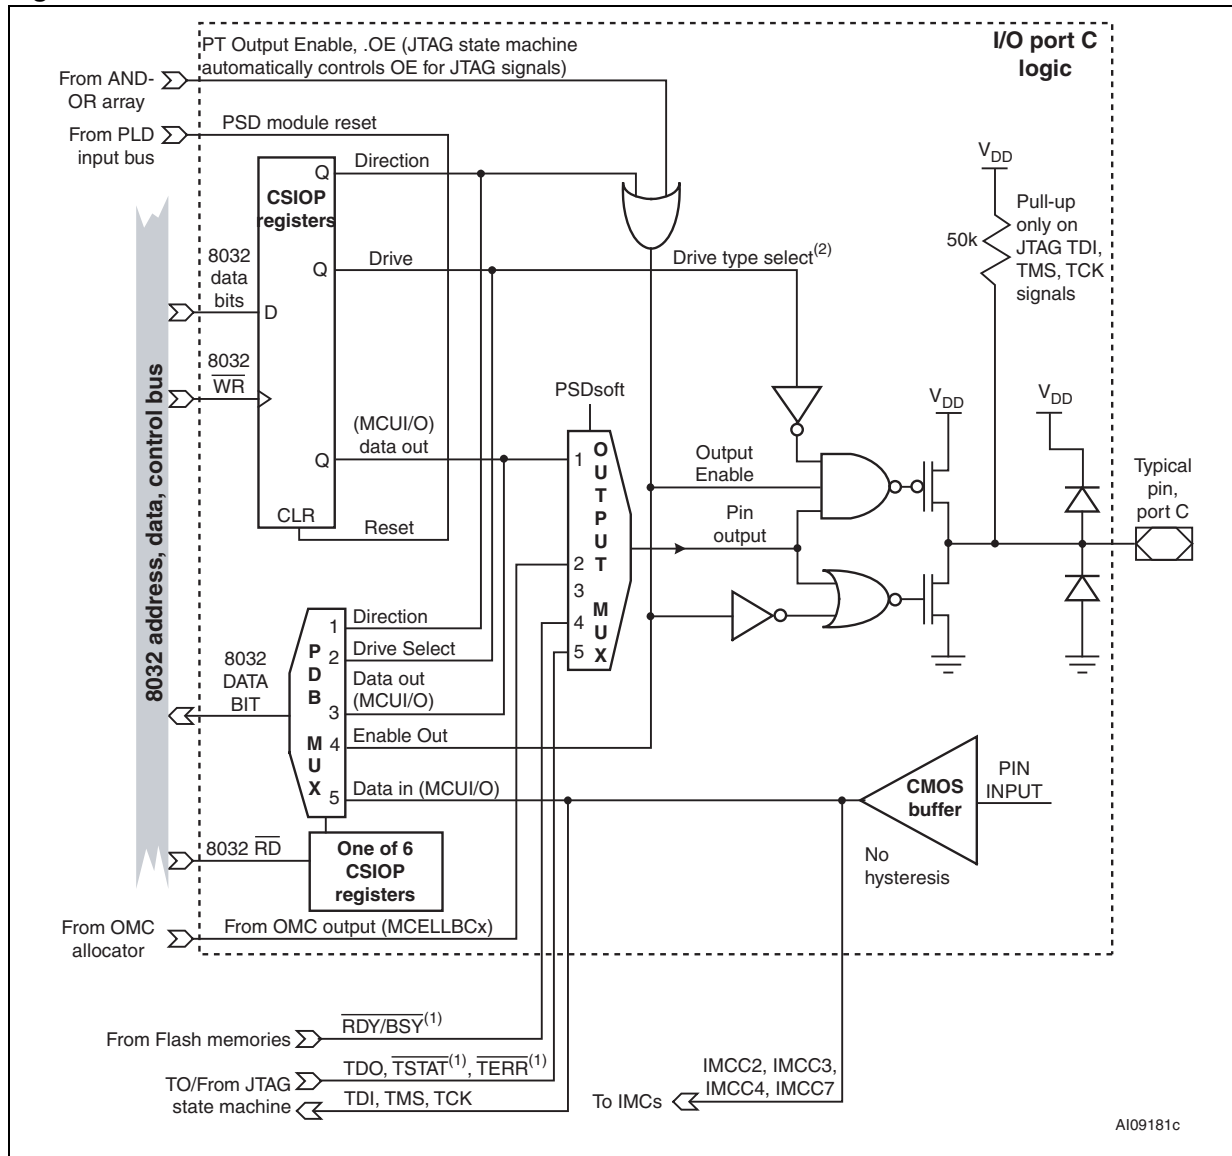 PT Output Enable, .OE (JTAG state machine
automatically controls OE for JTAG signals)
I/O port C
logic
From AND-
OR array
From PLD
input bus
PSD module reset
Direction
Q
CSIOP
registers
8032
data
bits
D
Q
Drive
Drive type select(2)
VDD
50k
Pull-up
only on
JTAG TDI,
TMS, TCK
signals
8032
WR
8032 address, data, control bus
(MCUI/O)
data out
Q
CLR
Reset
PSDsoft
OUTPUT MUX
1
2
3
4
5
Output
Enable
Pin
output
VDD
VDD
Typical
pin,
port C
8032
DATA
BIT
PDB MUX
1
Direction
2
Drive Select
Data out
(MCUI/O)
3
4
Enable Out
5
Data in (MCUI/O)
CMOS
buffer
PIN
INPUT
No
hysteresis
8032 RD
One of 6
CSIOP
registers
From OMC
allocator
From OMC output (MCELLBCx)
From Flash memories
RDY/BSY(1)
TO/From JTAG
state machine
TDO, TSTAT(1), TERR(1)
TDI, TMS, TCK
To IMCs
IMCC2, IMCC3,
IMCC4, IMCC7
AI09181c